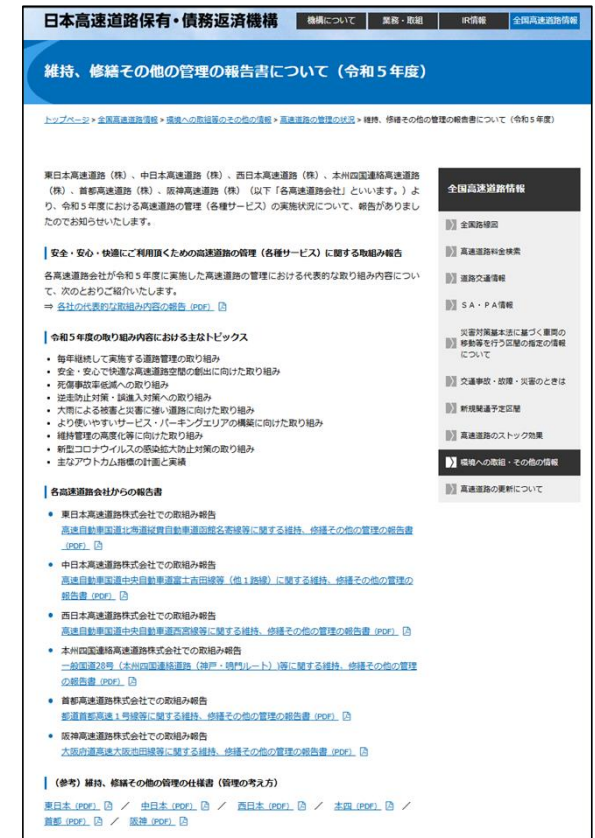 日本高速道路保有・債務返済機構
機構について
業務・取組
IR情報
全国高速道路情報
維持、修繕その他の管理の報告書について（令和５年度）
トップページ > 全国高速道路情報 > 環境への取組等のその他の情報 > 高速道路の管理の状況 > 維持、修繕その他の管理の報告書について（令和５年度）
東日本高速道路（株）、中日本高速道路（株）、西日本高速道路（株）、本州四国連絡高速道路
（株）、首都高速道路（株）、阪神高速道路（株）（以下「各高速道路会社」といいます。）よ
り、令和５年度における高速道路の管理（各種サービス）の実施状況について、報告がありまし
たのでお知らせいたします。
安全・安心・快適にご利用頂くための高速道路の管理（各種サービス）に関する取組み報告
各高速道路会社が令和５年度に実施した高速道路の管理における代表的な取り組み内容につい
て、次のとおりご紹介いたします。
⇒ 各社の代表的な取組み内容の報告（PDF）
令和５年度の取り組み内容における主なトピックス
• 毎年継続して実施する道路管理の取り組み
• 安全・安心で快適な高速道路空間の創出に向けた取り組み
• 死傷事故率低減への取り組み
• 逆走防止対策・誤進入対策への取り組み
• 大雨による被害と災害に強い道路に向けた取り組み
• より使いやすいサービス・パーキングエリアの構築に向けた取り組み
• 維持管理の高度化等に向けた取り組み
• 新型コロナウイルスの感染拡大防止対策の取り組み
• 主なアウトカム指標の計画と実績
各高速道路会社からの報告書
• 東日本高速道路株式会社での取組み報告
高速自動車国道北海道縦貫自動車道函館名寄線等に関する維持、修繕その他の管理の報告書
（PDF）
• 中日本高速道路株式会社での取組み報告
高速自動車国道中央自動車道富士吉田線等（他１路線）に関する維持、修繕その他の管理の
報告書（PDF）
• 西日本高速道路株式会社での取組み報告
高速自動車国道中央自動車道西宮線等に関する維持、修繕その他の管理の報告書（PDF）
• 本州四国連絡高速道路株式会社での取組み報告
一般国道28号（本州四国連絡道路（神戸・鳴門ルート））等に関する維持、修繕その他の管理
の報告書（PDF）
• 首都高速道路株式会社での取組み報告
都道首都高速１号線等に関する維持、修繕その他の管理の報告書（PDF）
• 阪神高速道路株式会社での取組み報告
大阪府道高速大阪池田線等に関する維持、修繕その他の管理の報告書（PDF）
（参考）維持、修繕その他の管理の仕様書（管理の考え方）
東日本（PDF） ／ 中日本（PDF） ／ 西日本（PDF） ／ 本四（PDF） ／
首都（PDF） ／ 阪神（PDF）
全国高速道路情報
全国路線図
高速道路料金検索
道路交通情報
ＳＡ・ＰＡ情報
災害対策基本法に基づく車両の
移動等を行う区間の指定の情報
について
交通事故・故障・災害のときは
新規開通予定区間
高速道路のストック効果
環境への取組・その他の情報
高速道路の更新について